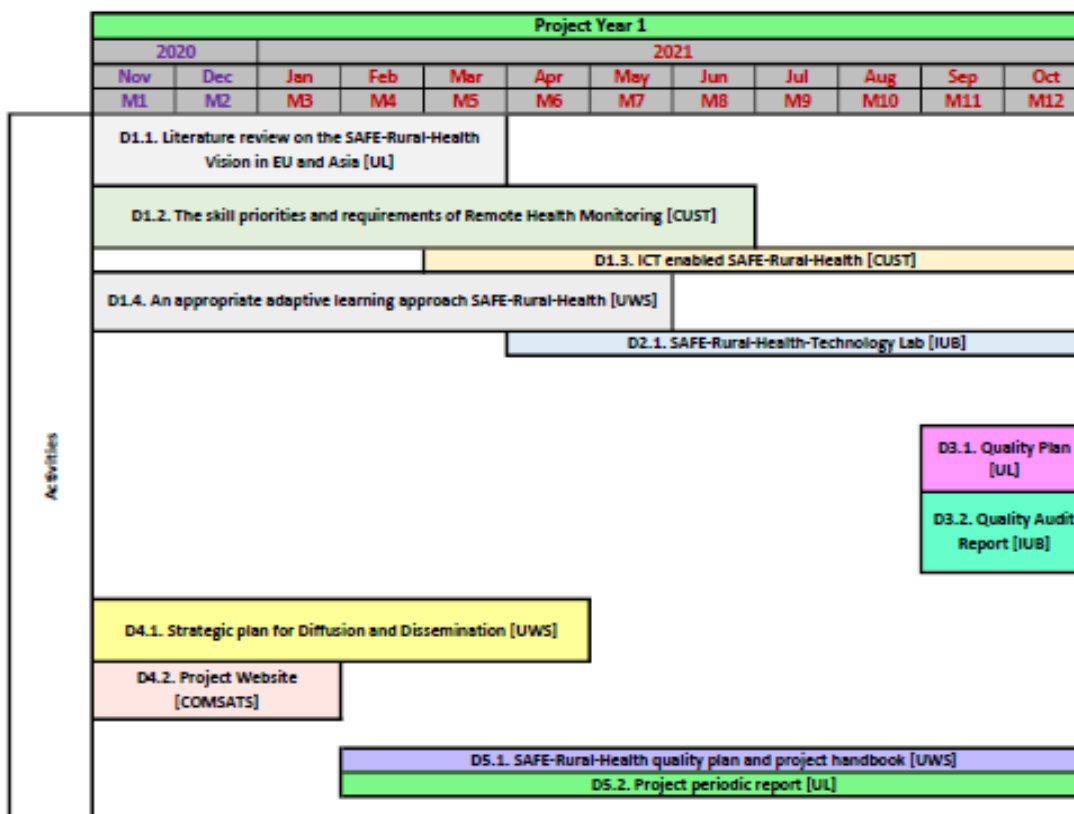 Project Year 1
2020 2021
Nov Dec Jan Feb Mar Apr May Jun Jul Aug Sep Oct
M1 M2 M3 M4 M5 M6 M7 M8 M9 M10 M11 M12
Activities
D1.1. Literature review on the SAFE-Rural-Health
Vision in EU and Asia [UL]
D1.2. The skill priorities and requirements of Remote Health Monitoring [CUST]
D1.3. ICT enabled SAFE-Rural-Health [CUST]
D1.4. An appropriate adaptive learning approach SAFE-Rural-Health [UWS]
D2.1. SAFE-Rural-Health-Technology Lab [IUB]
D3.1. Quality Plan
[UL]
D3.2. Quality Audit
Report [IUB]
D4.1. Strategic plan for Diffusion and Dissemination [UWS]
D4.2. Project Website
[COMSATS]
D5.1. SAFE-Rural-Health quality plan and project handbook [UWS]
D5.2. Project periodic report [UL]